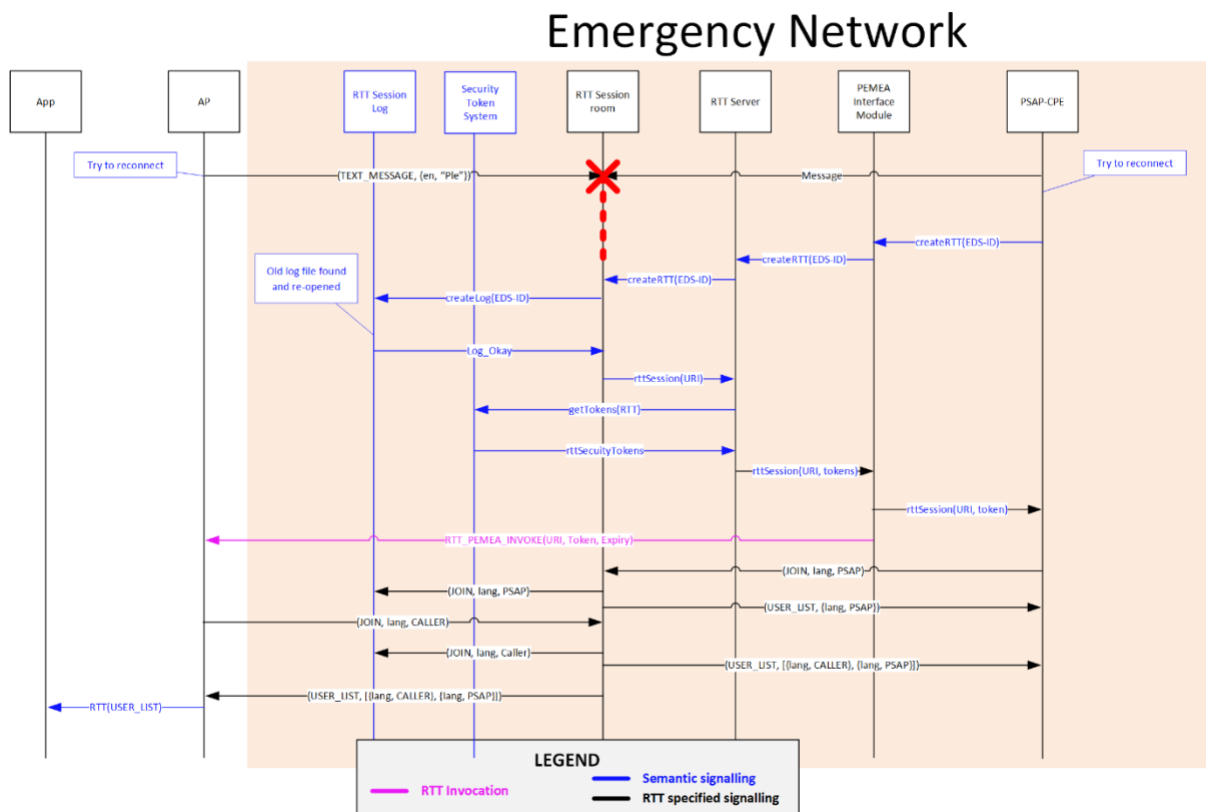 Emergency Network
App
AP
RTT Session
Log
Security
Token
System
RTT Session
room
RTT Server
PEMEA
Interface
Module
PSAP-CPE
Try to reconnect
(TEXT_MESSAGE, (en, "Ple"))
Message
Try to reconnect
createRTT(EDS-ID)
createRTT(EDS-ID)
createRTT(EDS-ID)
Old log file found
and re-opened
createLog(EDS-ID)
Log_Okay
rttSession(URI)
getTokens(RTT)
rttSecuityTokens
rttSession(URI, tokens)
rttSession(URI, token)
RTT_PEMEA_INVOKE(URI, Token, Expiry)
(JOIN, lang, PSAP)
(JOIN, lang, PSAP)
(USER_LIST, (lang, PSAP))
(JOIN, lang, CALLER)
(JOIN, lang, Caller)
(USER_LIST, [(lang, CALLER), (lang, PSAP)])
(USER_LIST, [(lang, CALLER), (lang, PSAP)])
RTT(USER_LIST)
LEGEND
RTT Invocation
Semantic signalling
RTT specified signalling